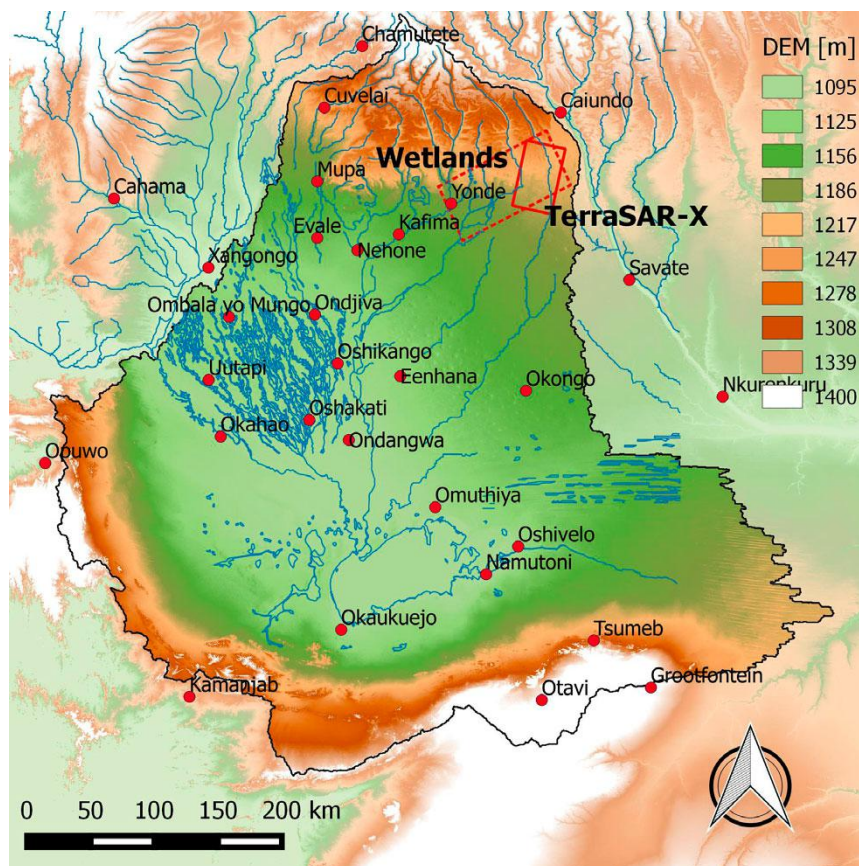 Chamutete
DEM [m]
1095
1125
1156
1186
1217
1247
1278
1308
1339
1400
Cuvelai
Caiundo
Wetlands
Mupa
Cahama
Yonde
TerraSAR-X
Evale
Kafima
Nehone
Xangongo
Savate
Ombala yo Mungo
Ondjiva
Oshikango
Uutapi
Eenhana
Okongo
Nkurenkuru
Oshakati
Okahao
Ondangwa
Opuwo
Omuthiya
Oshivelo
Namutoni
Okaukuejo
Tsumeb
Kamanjab
Otavi
Grootfontein
0 50 100 150 200 km